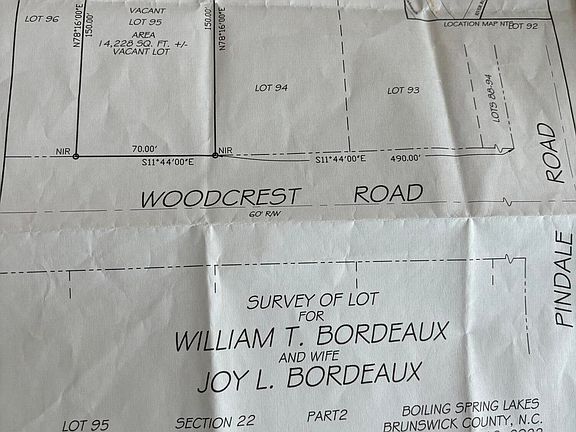 LOT 96
N78°16'00"E
150.00'
VACANT
LOT 95
AREA
14,228 SQ. FT. +/-
VACANT LOT
N78°16'00"E
150.00'
LOCATION MAP NTS
LOT 92
LOT 94
LOT 93
LOTS 88-94
NIR
70.00'
S11°44'00"E
NIR
S11°44'00"E
490.00'
WOODCREST ROAD
60' R/W
PINDALE ROAD
SURVEY OF LOT
FOR
WILLIAM T. BORDEAUX
AND WIFE
JOY L. BORDEAUX
LOT 95 SECTION 22 PART2 BOILING SPRING LAKES
BRUNSWICK COUNTY, N.C.